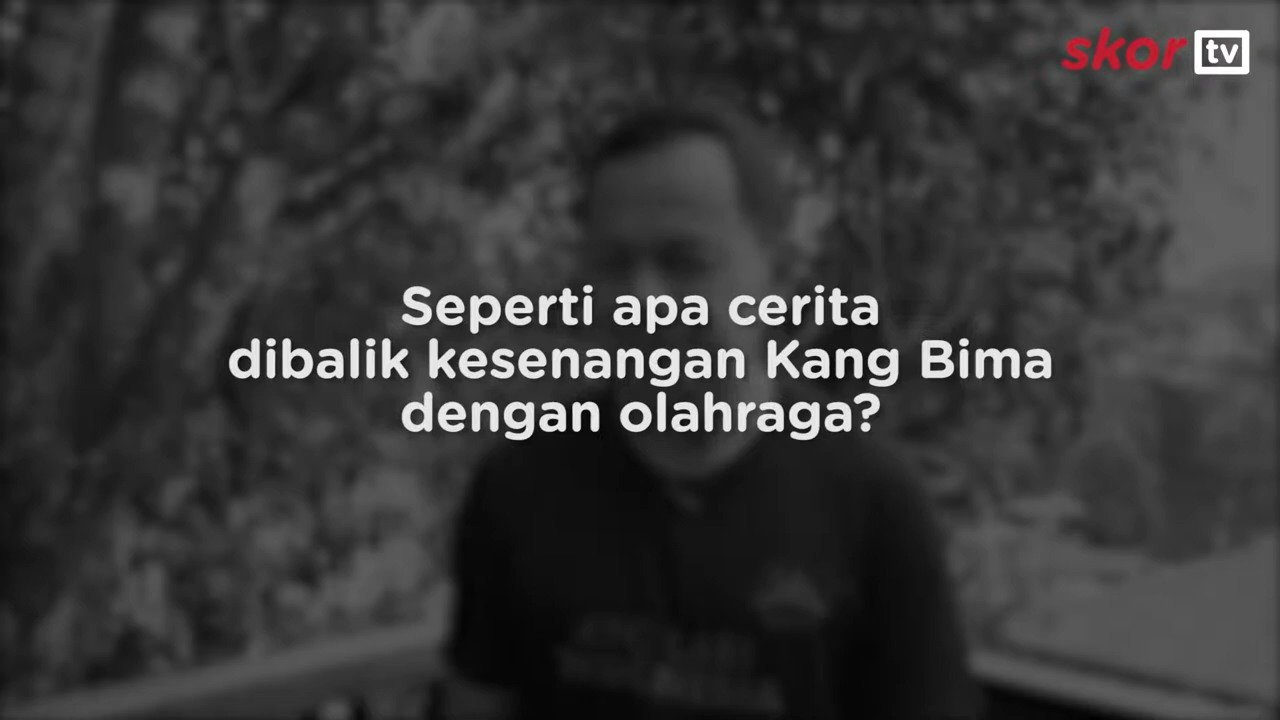 skor tv
Seperti apa cerita
dibalik kesenangan Kang Bima
dengan olahraga?